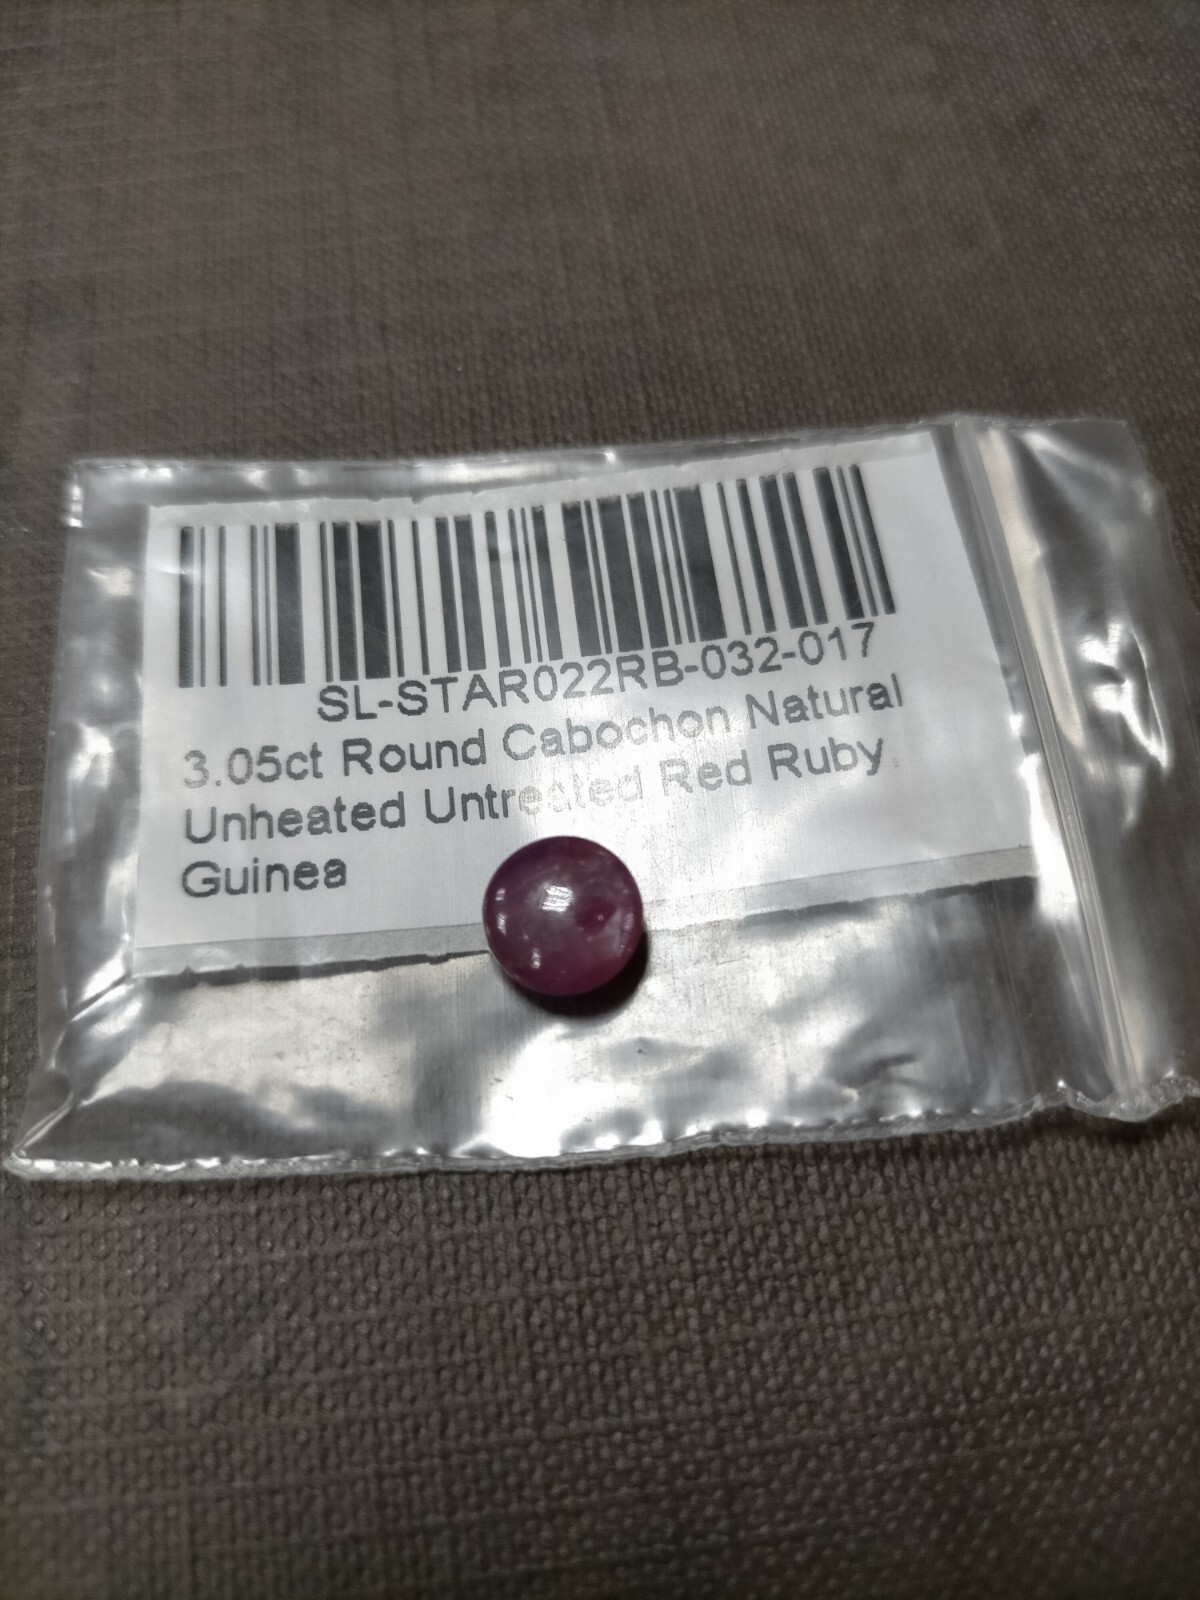 SL-STAR022RB-032-017
3.05ct Round Cabochon Natural
Unheated Untreated Red Ruby
Guinea